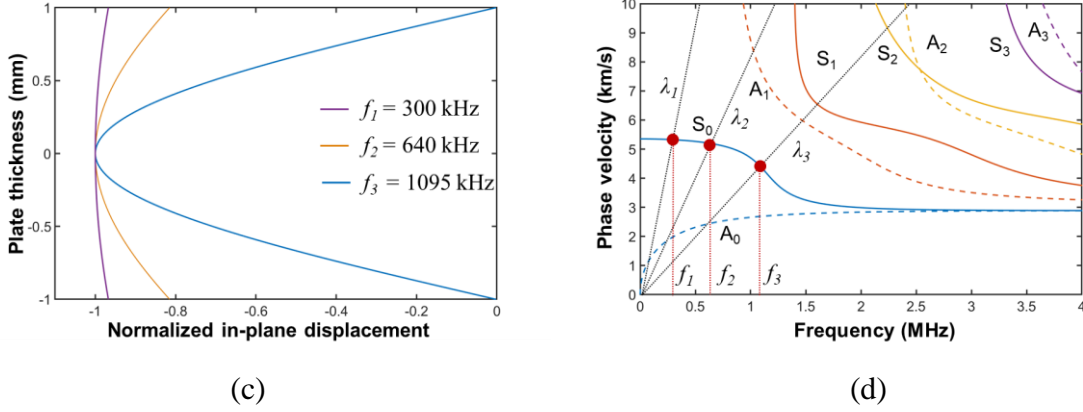 Plate thickness (mm)
1
0.5
0
-0.5
-1
f₁ = 300 kHz
f₂ = 640 kHz
f₃ = 1095 kHz
-1 -0.8 -0.6 -0.4 -0.2 0
Normalized in-plane displacement
(c)
Phase velocity (km/s)
10
9
8
7
6
5
4
3
2
1
0
λ₁
S₀
λ₂
A₁
S₁
λ₃
S₂
A₂
S₃
A₃
A₀
f₁ f₂ f₃
0 0.5 1 1.5 2 2.5 3 3.5 4
Frequency (MHz)
(d)